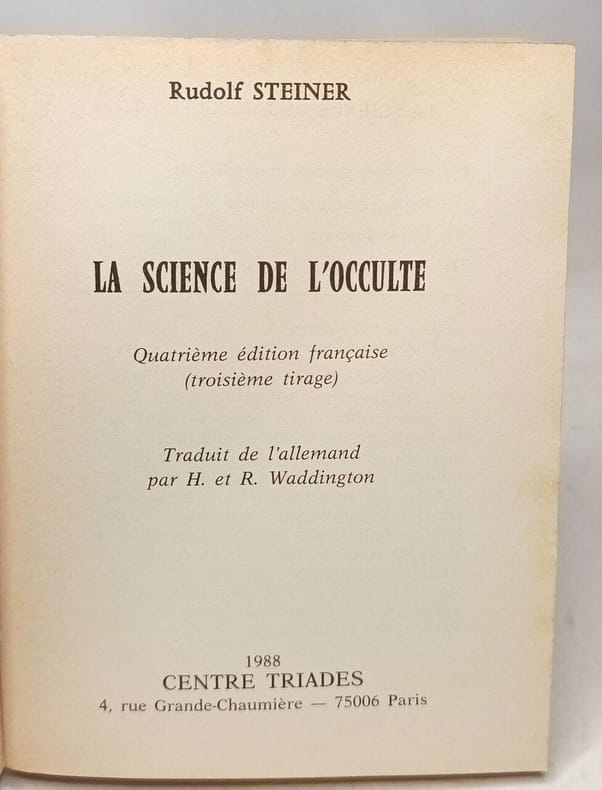 Rudolf STEINER
LA SCIENCE DE L'OCCULTE
Quatrième édition française
(troisième tirage)
Traduit de l'allemand
par H. et R. Waddington
1988
CENTRE TRIADES
4, rue Grande-Chaumière — 75006 Paris